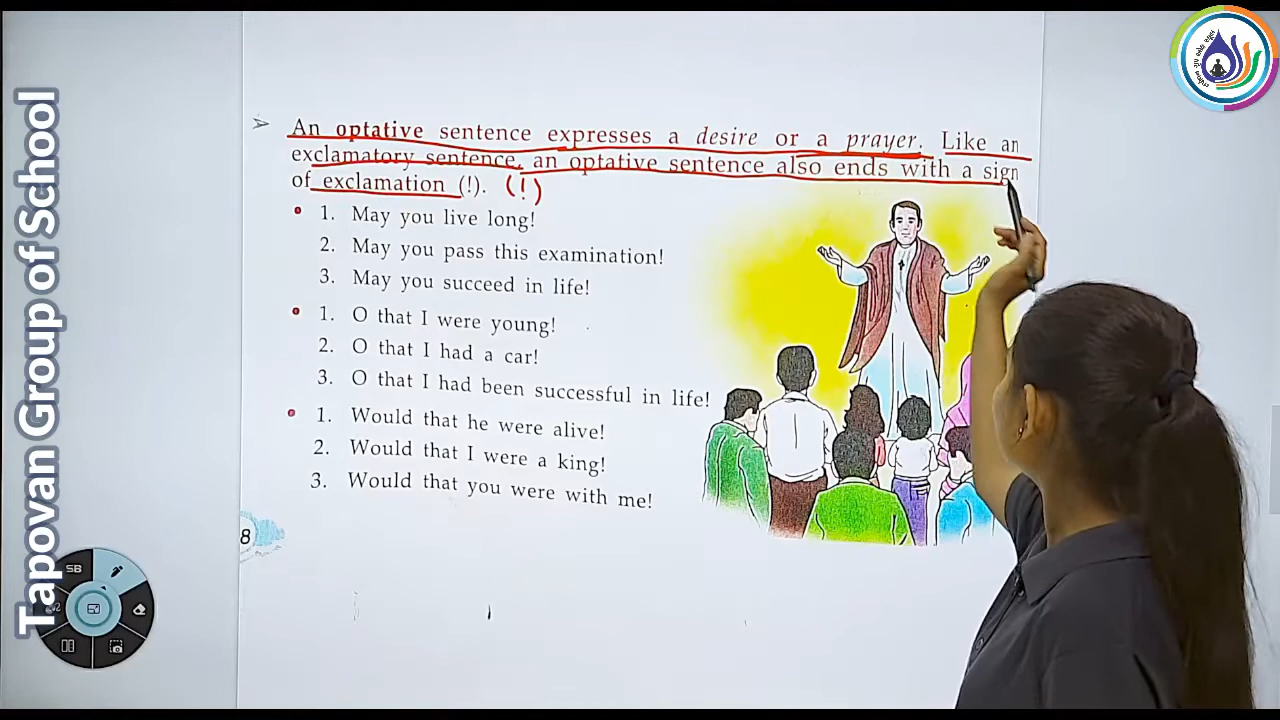 An optative sentence expresses a desire or a prayer. Like an
exclamatory sentence, an optative sentence also ends with a sign
of exclamation (!). (!)
1. May you live long!
2. May you pass this examination!
3. May you succeed in life!
1. O that I were young!
2. O that I had a car!
3. O that I had been successful in life!
1. Would that he were alive!
2. Would that I were a king!
3. Would that you were with me!
8
Tapovan Group of School
SB